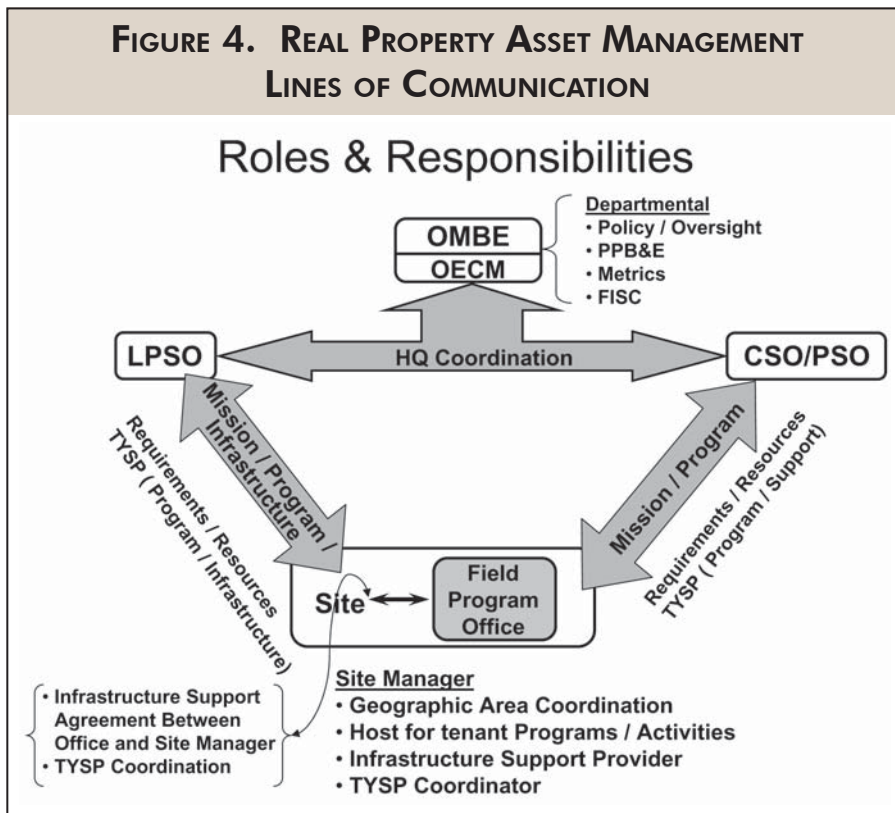 FIGURE 4. REAL PROPERTY ASSET MANAGEMENT
LINES OF COMMUNICATION
Roles & Responsibilities
OMBE
OECM
Departmental
• Policy / Oversight
• PPB&E
• Metrics
• FISC
LPSO
HQ Coordination
CSO/PSO
Mission / Program /
Infrastructure
Requirements / Resources
TYSP ( Program / Infrastructure)
Mission / Program
Requirements / Resources
TYSP ( Program / Support)
Site
Field
Program
Office
• Infrastructure Support
Agreement Between
Office and Site Manager
• TYSP Coordination
Site Manager
• Geographic Area Coordination
• Host for tenant Programs / Activities
• Infrastructure Support Provider
• TYSP Coordinator